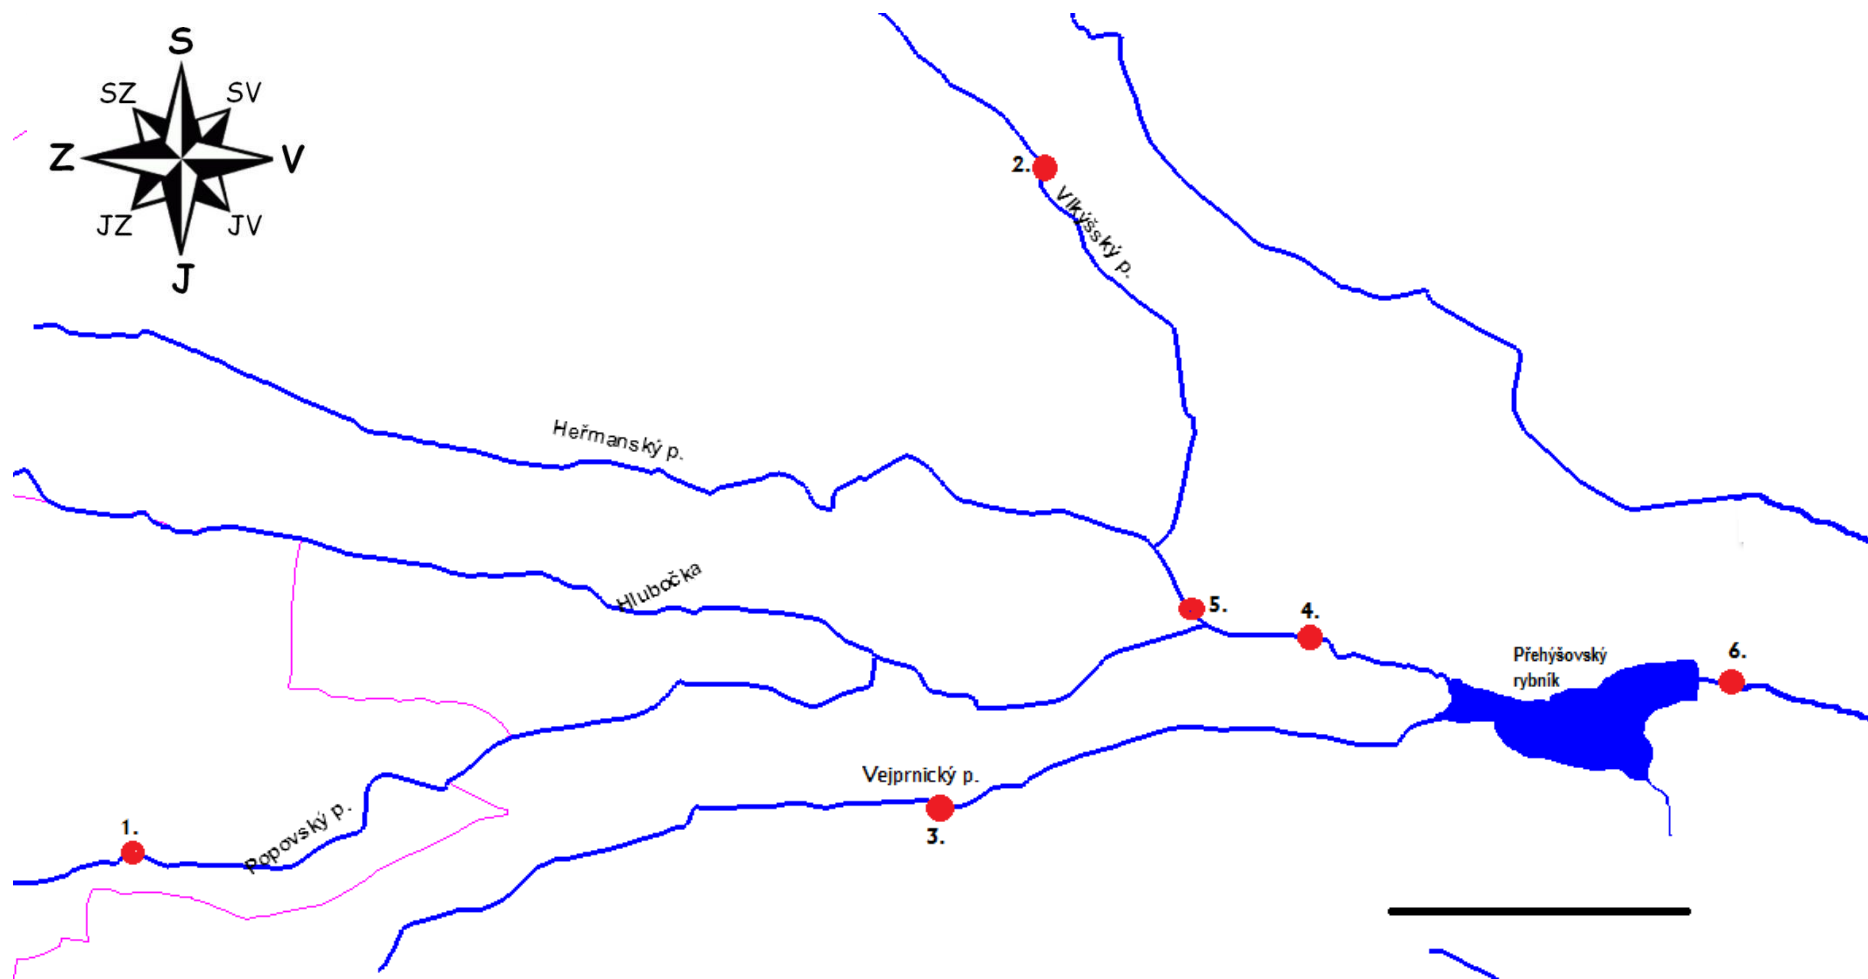 S
SZ
SV
Z
V
JZ
JV
J
2.
Vlkýšský p.
Heřmanský p.
Hlubočka
5.
4.
Přehýšovský
rybník
6.
Vejprnický p.
3.
1.
Popovský p.